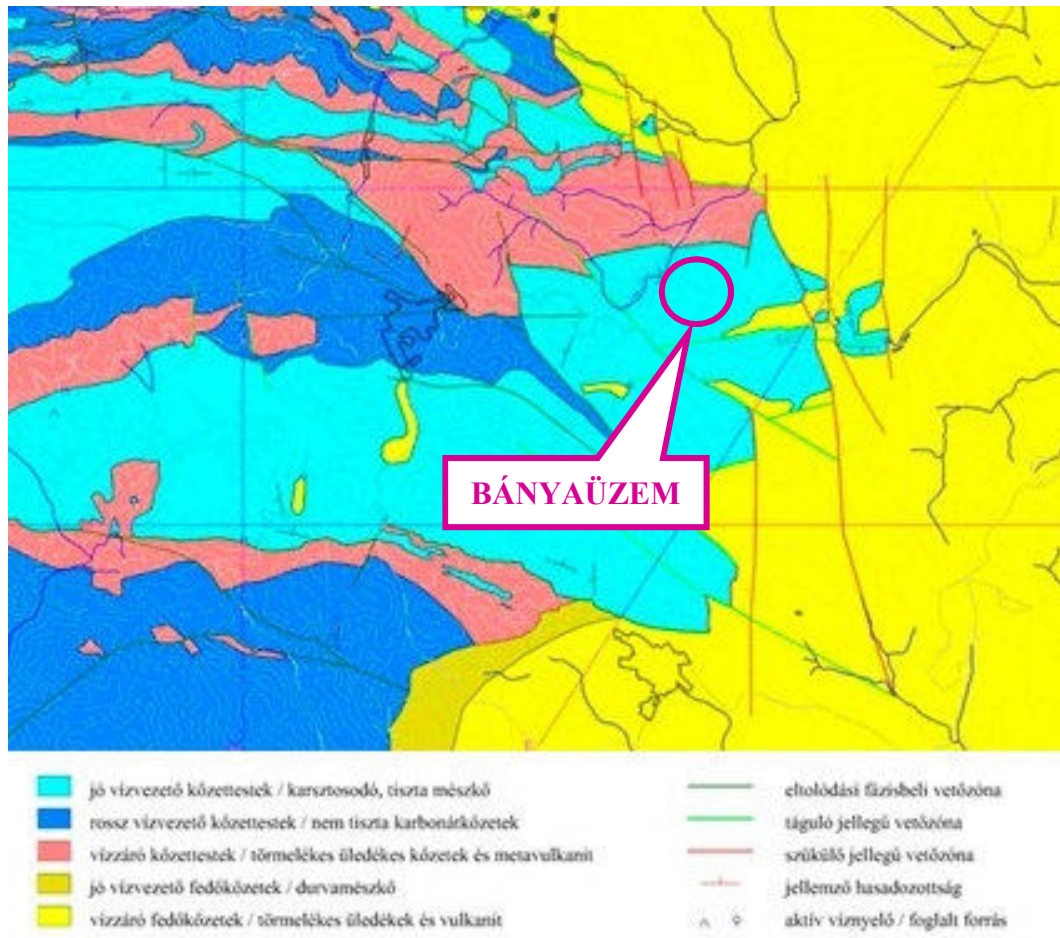 BÁNYAÜZEM
jó vízvezető kőzettestek / karsztosodó, tiszta mészkő
rossz vízvezető kőzettestek / nem tiszta karbonátkőzetek
vízzáró kőzettestek / törmelékes üledékes kőzetek és metavulkanit
jó vízvezető fedőkőzetek / durvamészkő
vízzáró fedőkőzetek / törmelékes üledékek és vulkanit
eltolódási fázisbeli vetőzóna
táguló jellegű vetőzóna
szűkülő jellegű vetőzóna
jellemző hasadozottság
aktív víznyelő / foglalt forrás